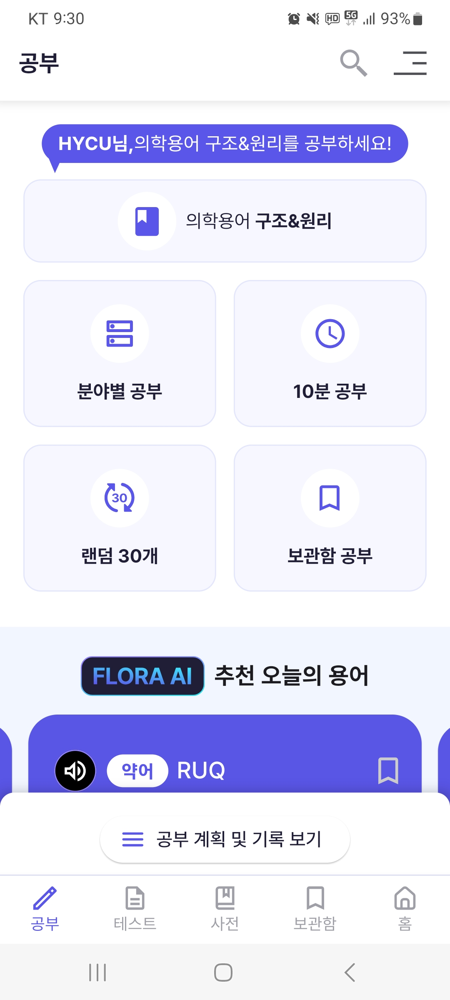 KT 9:30
HD 5G 93%
공부
HYCU님,의학용어 구조&원리를 공부하세요!
의학용어 구조&원리
분야별 공부
10분 공부
30
랜덤 30개
보관함 공부
FLORA AI 추천 오늘의 용어
약어 RUQ
공부 계획 및 기록 보기
공부
테스트
사전
보관함
홈